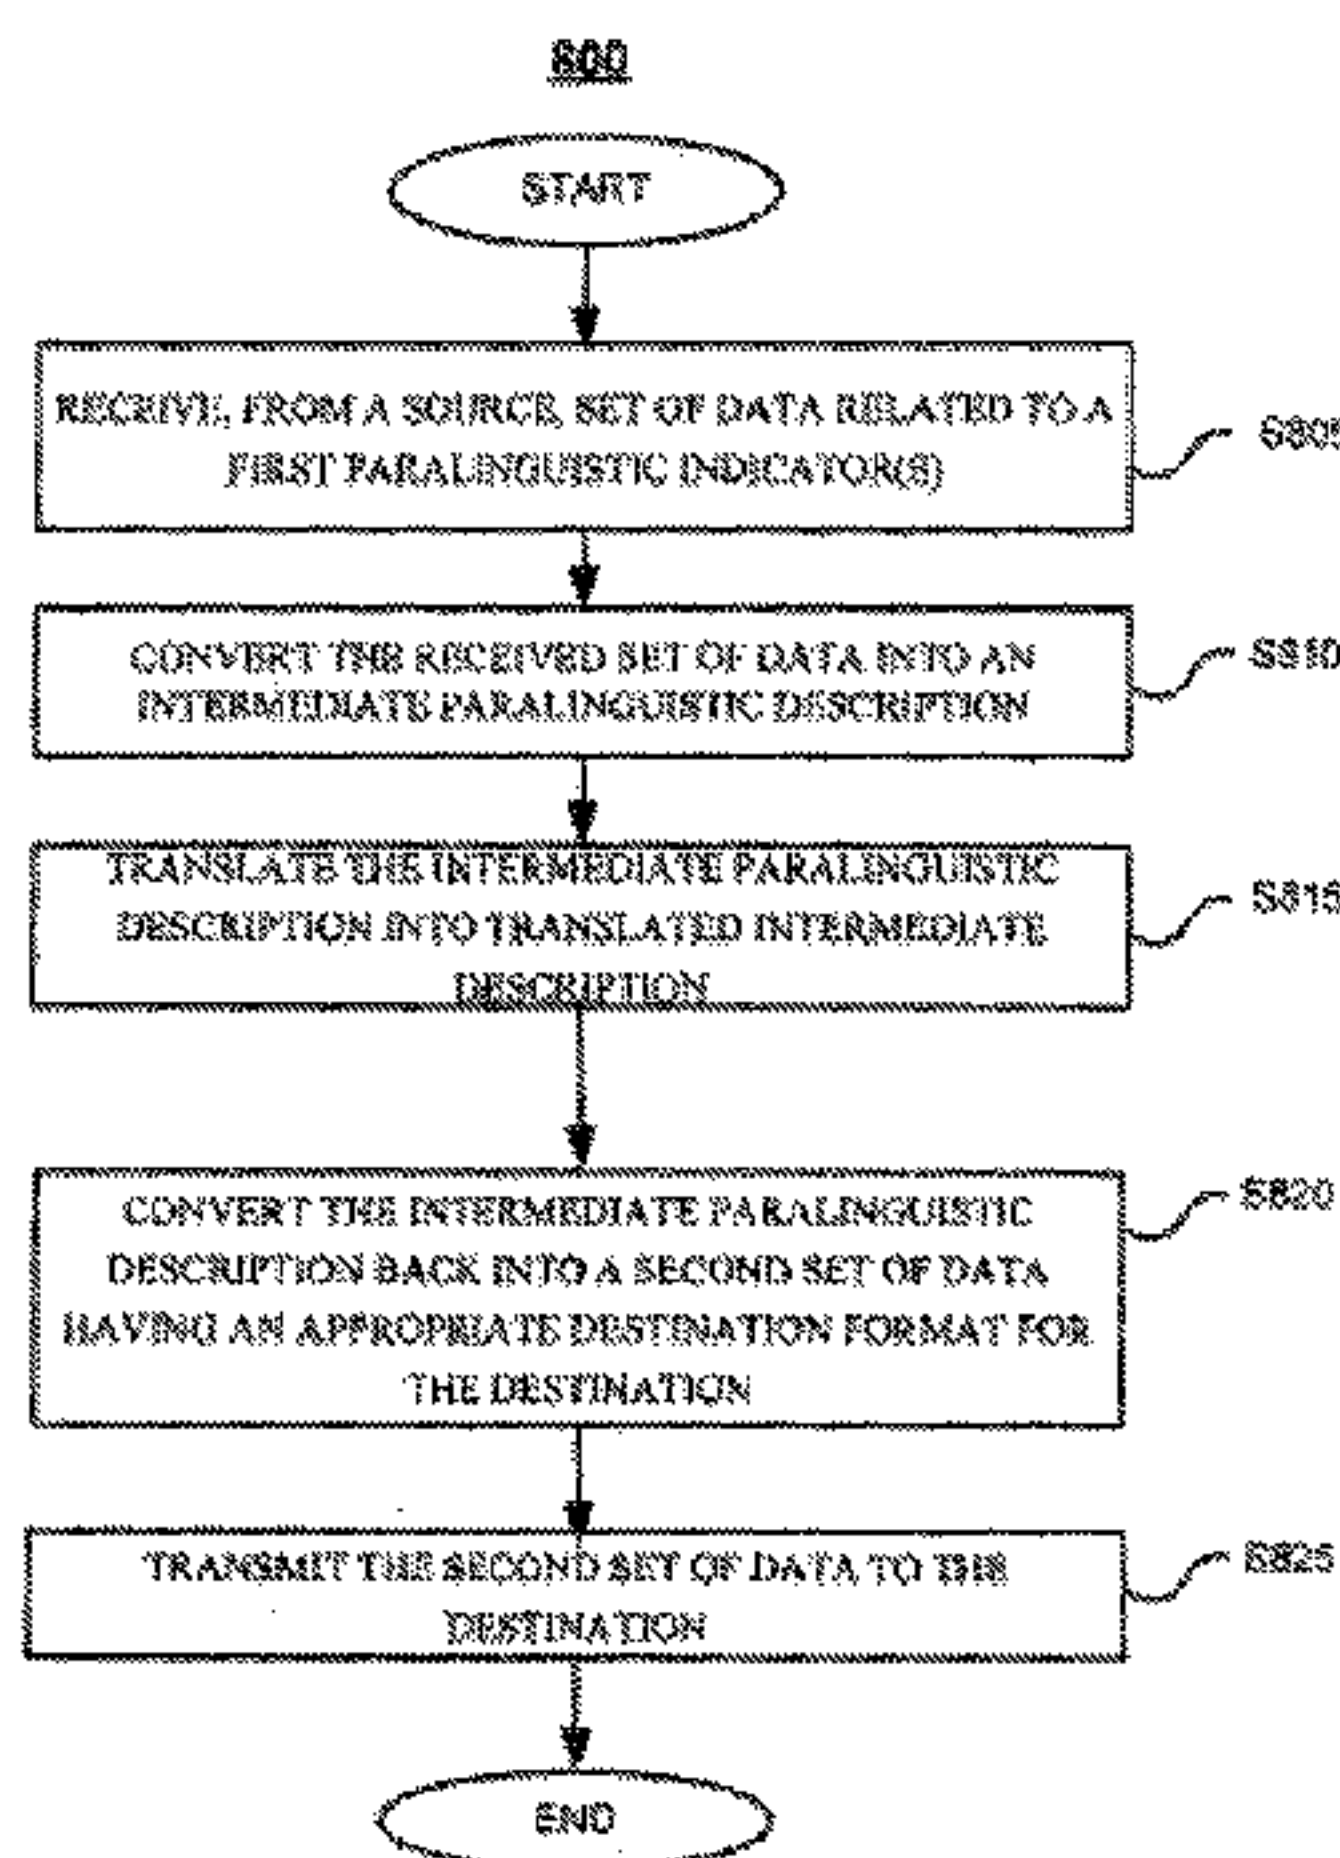 800
START
RECEIVE, FROM A SOURCE, SET OF DATA RELATED TO A
FIRST PARALINGUISTIC INDICATOR(S)
S805
CONVERT THE RECEIVED SET OF DATA INTO AN
INTERMEDIATE PARALINGUISTIC DESCRIPTION
S810
TRANSLATE THE INTERMEDIATE PARALINGUISTIC
DESCRIPTION INTO TRANSLATED INTERMEDIATE
DESCRIPTION
S815
CONVERT THE INTERMEDIATE PARALINGUISTIC
DESCRIPTION BACK INTO A SECOND SET OF DATA
HAVING AN APPROPRIATE DESTINATION FORMAT FOR
THE DESTINATION
S820
TRANSMIT THE SECOND SET OF DATA TO THE
DESTINATION
S825
END